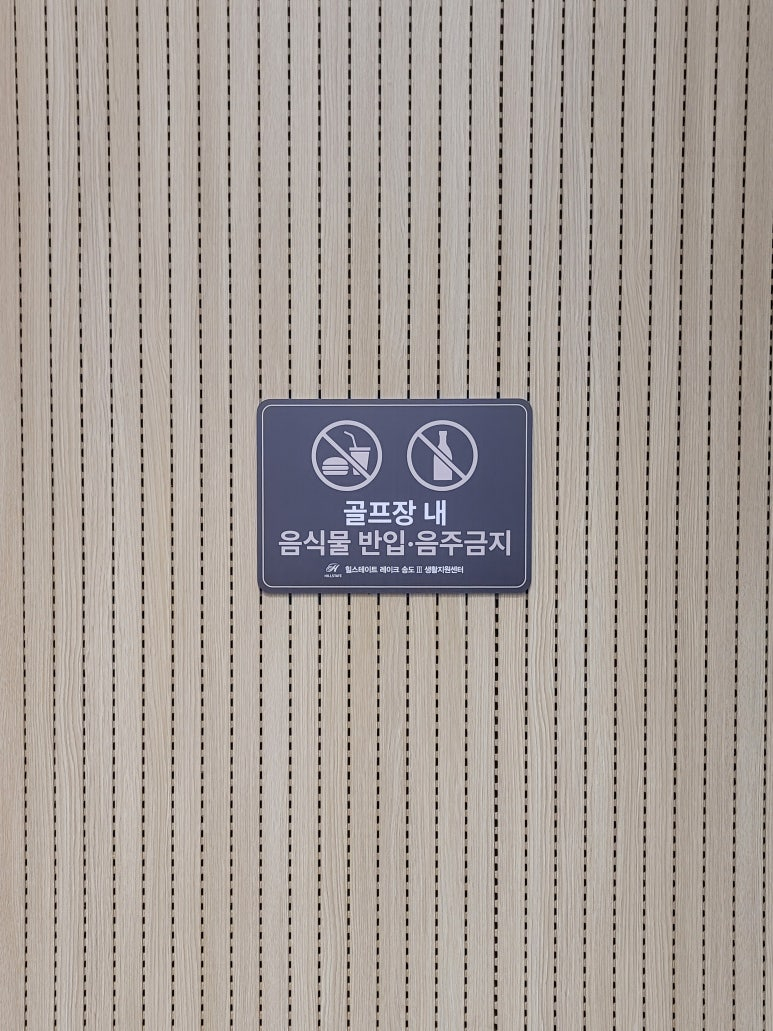 골프장 내
음식물 반입·음주금지
HILLSTATE 힐스테이트 레이크 송도 Ⅲ 생활지원센터